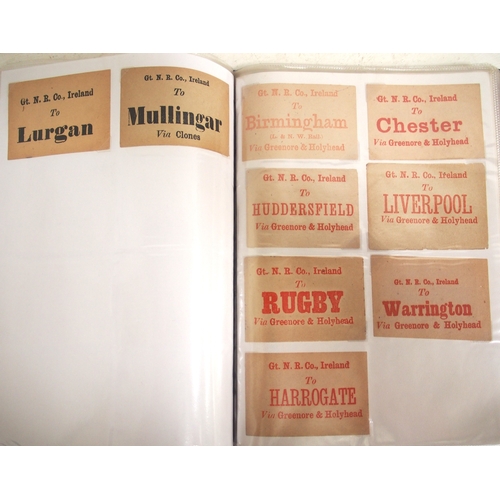 Gt. N. R. Co., Ireland
To
Lurgan
Gt. N. R. Co., Ireland
To
Mullingar
Via Clones
Gt. N. R. Co., Ireland
To
Birmingham
L. & N. W. Rail.
Via Greenore & Holyhead
Gt. N. R. Co., Ireland
To
Chester
Via Greenore & Holyhead
Gt. N. R. Co., Ireland
To
HUDDERSFIELD
Via Greenore & Holyhead
Gt. N. R. Co., Ireland
To
LIVERPOOL
Via Greenore & Holyhead
Gt. N. R. Co., Ireland
To
RUGBY
Via Greenore & Holyhead
Gt. N. R. Co., Ireland
To
Warrington
Via Greenore & Holyhead
Gt. N. R. Co., Ireland
To
HARROGATE
Via Greenore & Holyhead